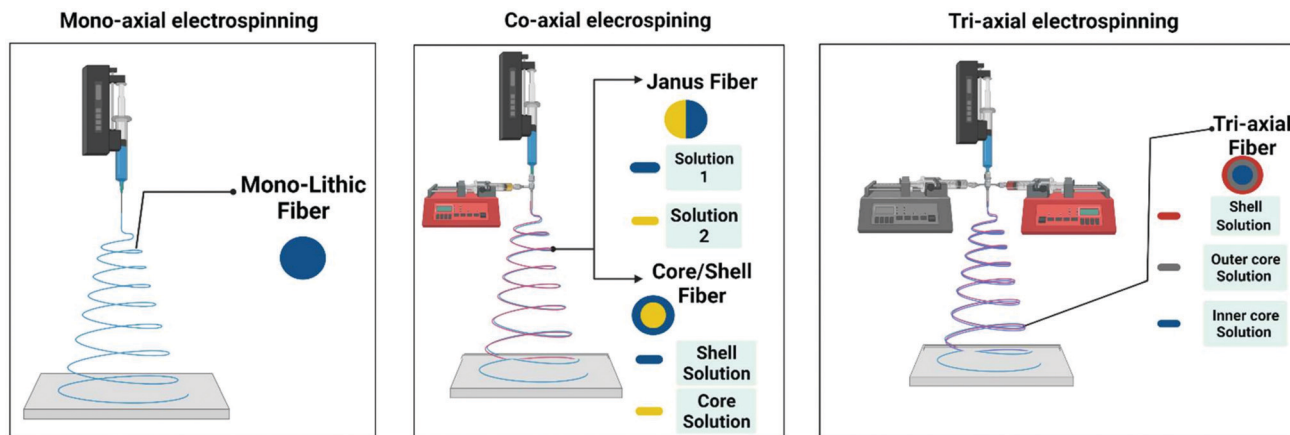 Mono-axial electrospinning
Mono-Lithic
Fiber
Co-axial elecrospining
Janus Fiber
Solution
1
Solution
2
Core/Shell
Fiber
Shell
Solution
Core
Solution
Tri-axial electrospinning
Tri-axial
Fiber
Shell
Solution
Outer core
Solution
Inner core
Solution